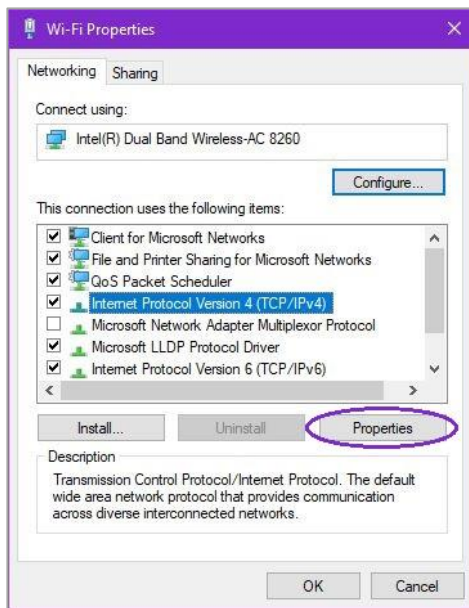 Wi-Fi Properties
Networking
Sharing
Connect using:
Intel(R) Dual Band Wireless-AC 8260
Configure...
This connection uses the following items:
Client for Microsoft Networks
File and Printer Sharing for Microsoft Networks
QoS Packet Scheduler
Internet Protocol Version 4 (TCP/IPv4)
Microsoft Network Adapter Multiplexor Protocol
Microsoft LLDP Protocol Driver
Internet Protocol Version 6 (TCP/IPv6)
Install...
Uninstall
Properties
Description
Transmission Control Protocol/Internet Protocol. The default
wide area network protocol that provides communication
across diverse interconnected networks.
OK
Cancel